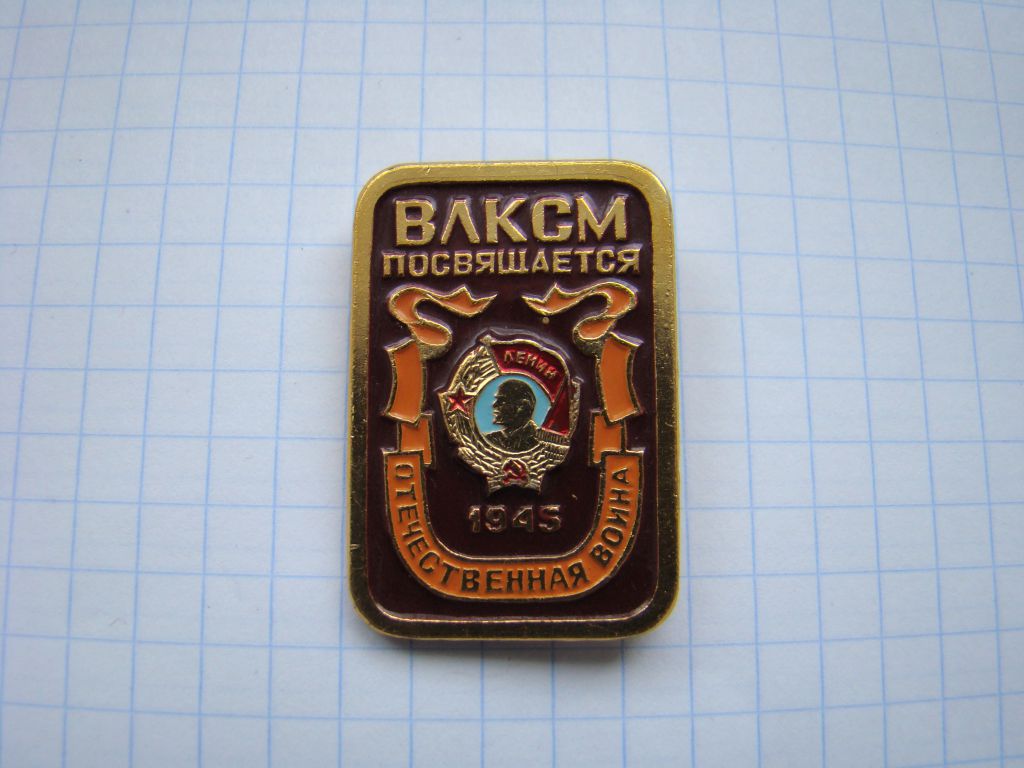 ВЛКСМ
ПОСВЯЩАЕТСЯ
ЛЕНИН
1945
ОТЕЧЕСТВЕННАЯ ВОЙНА